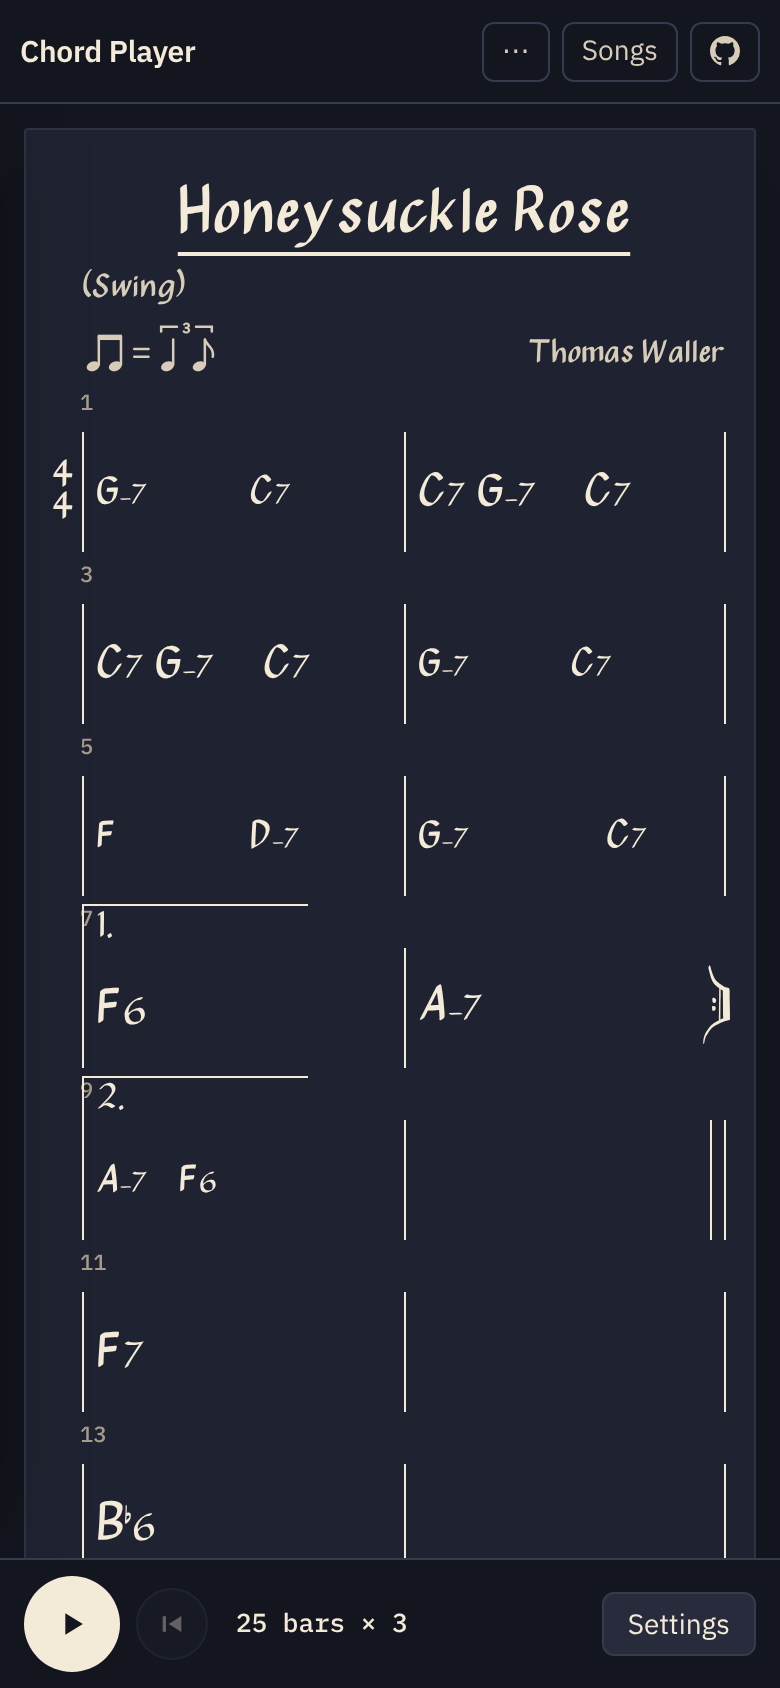 Chord Player ... Songs
Honeysuckle Rose
(Swing)
3
=
Thomas Waller
1
4
4
G-7 C7 C7 G-7 C7
3
C7 G-7 C7 G-7 C7
5
F D-7 G-7 C7
7 1.
F6 A-7
9 2.
A-7 F6
11
F7
13
B♭6
25 bars × 3 Settings